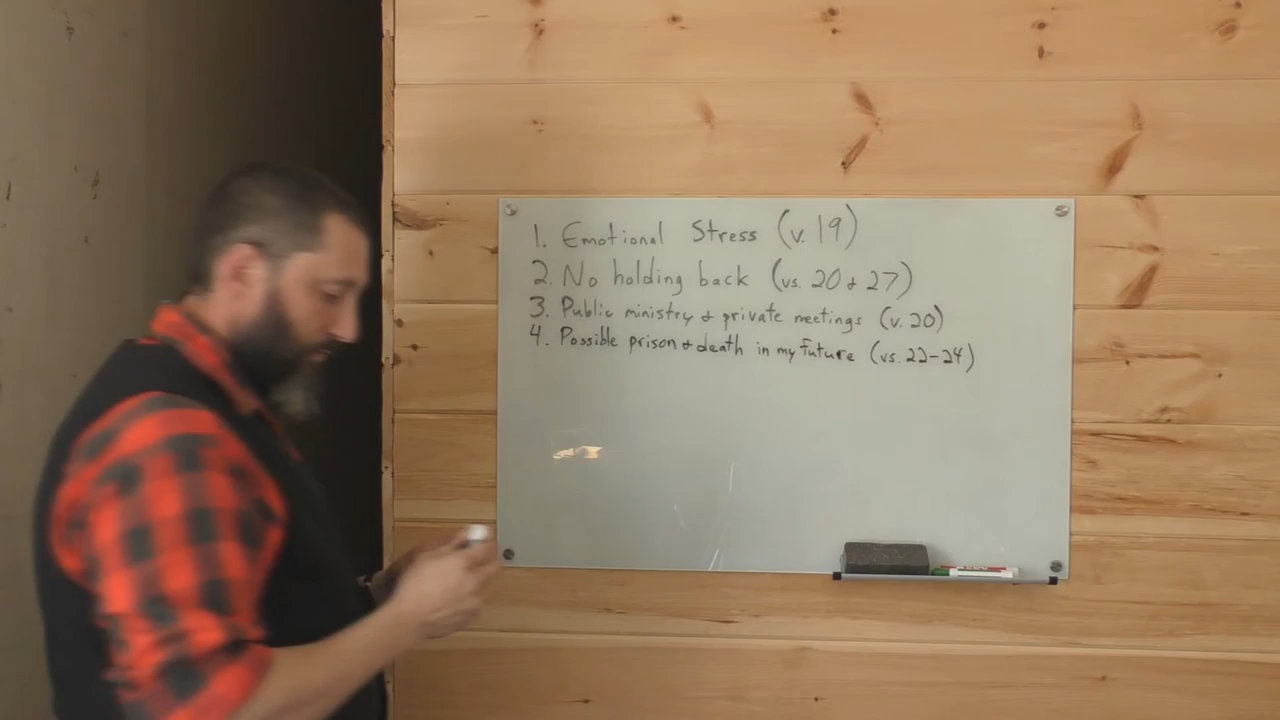 1. Emotional Stress (v. 19)
2. No holding back (vs. 20 & 27)
3. Public ministry & private meetings (v. 20)
4. Possible prison & death in my future (vs. 22-24)